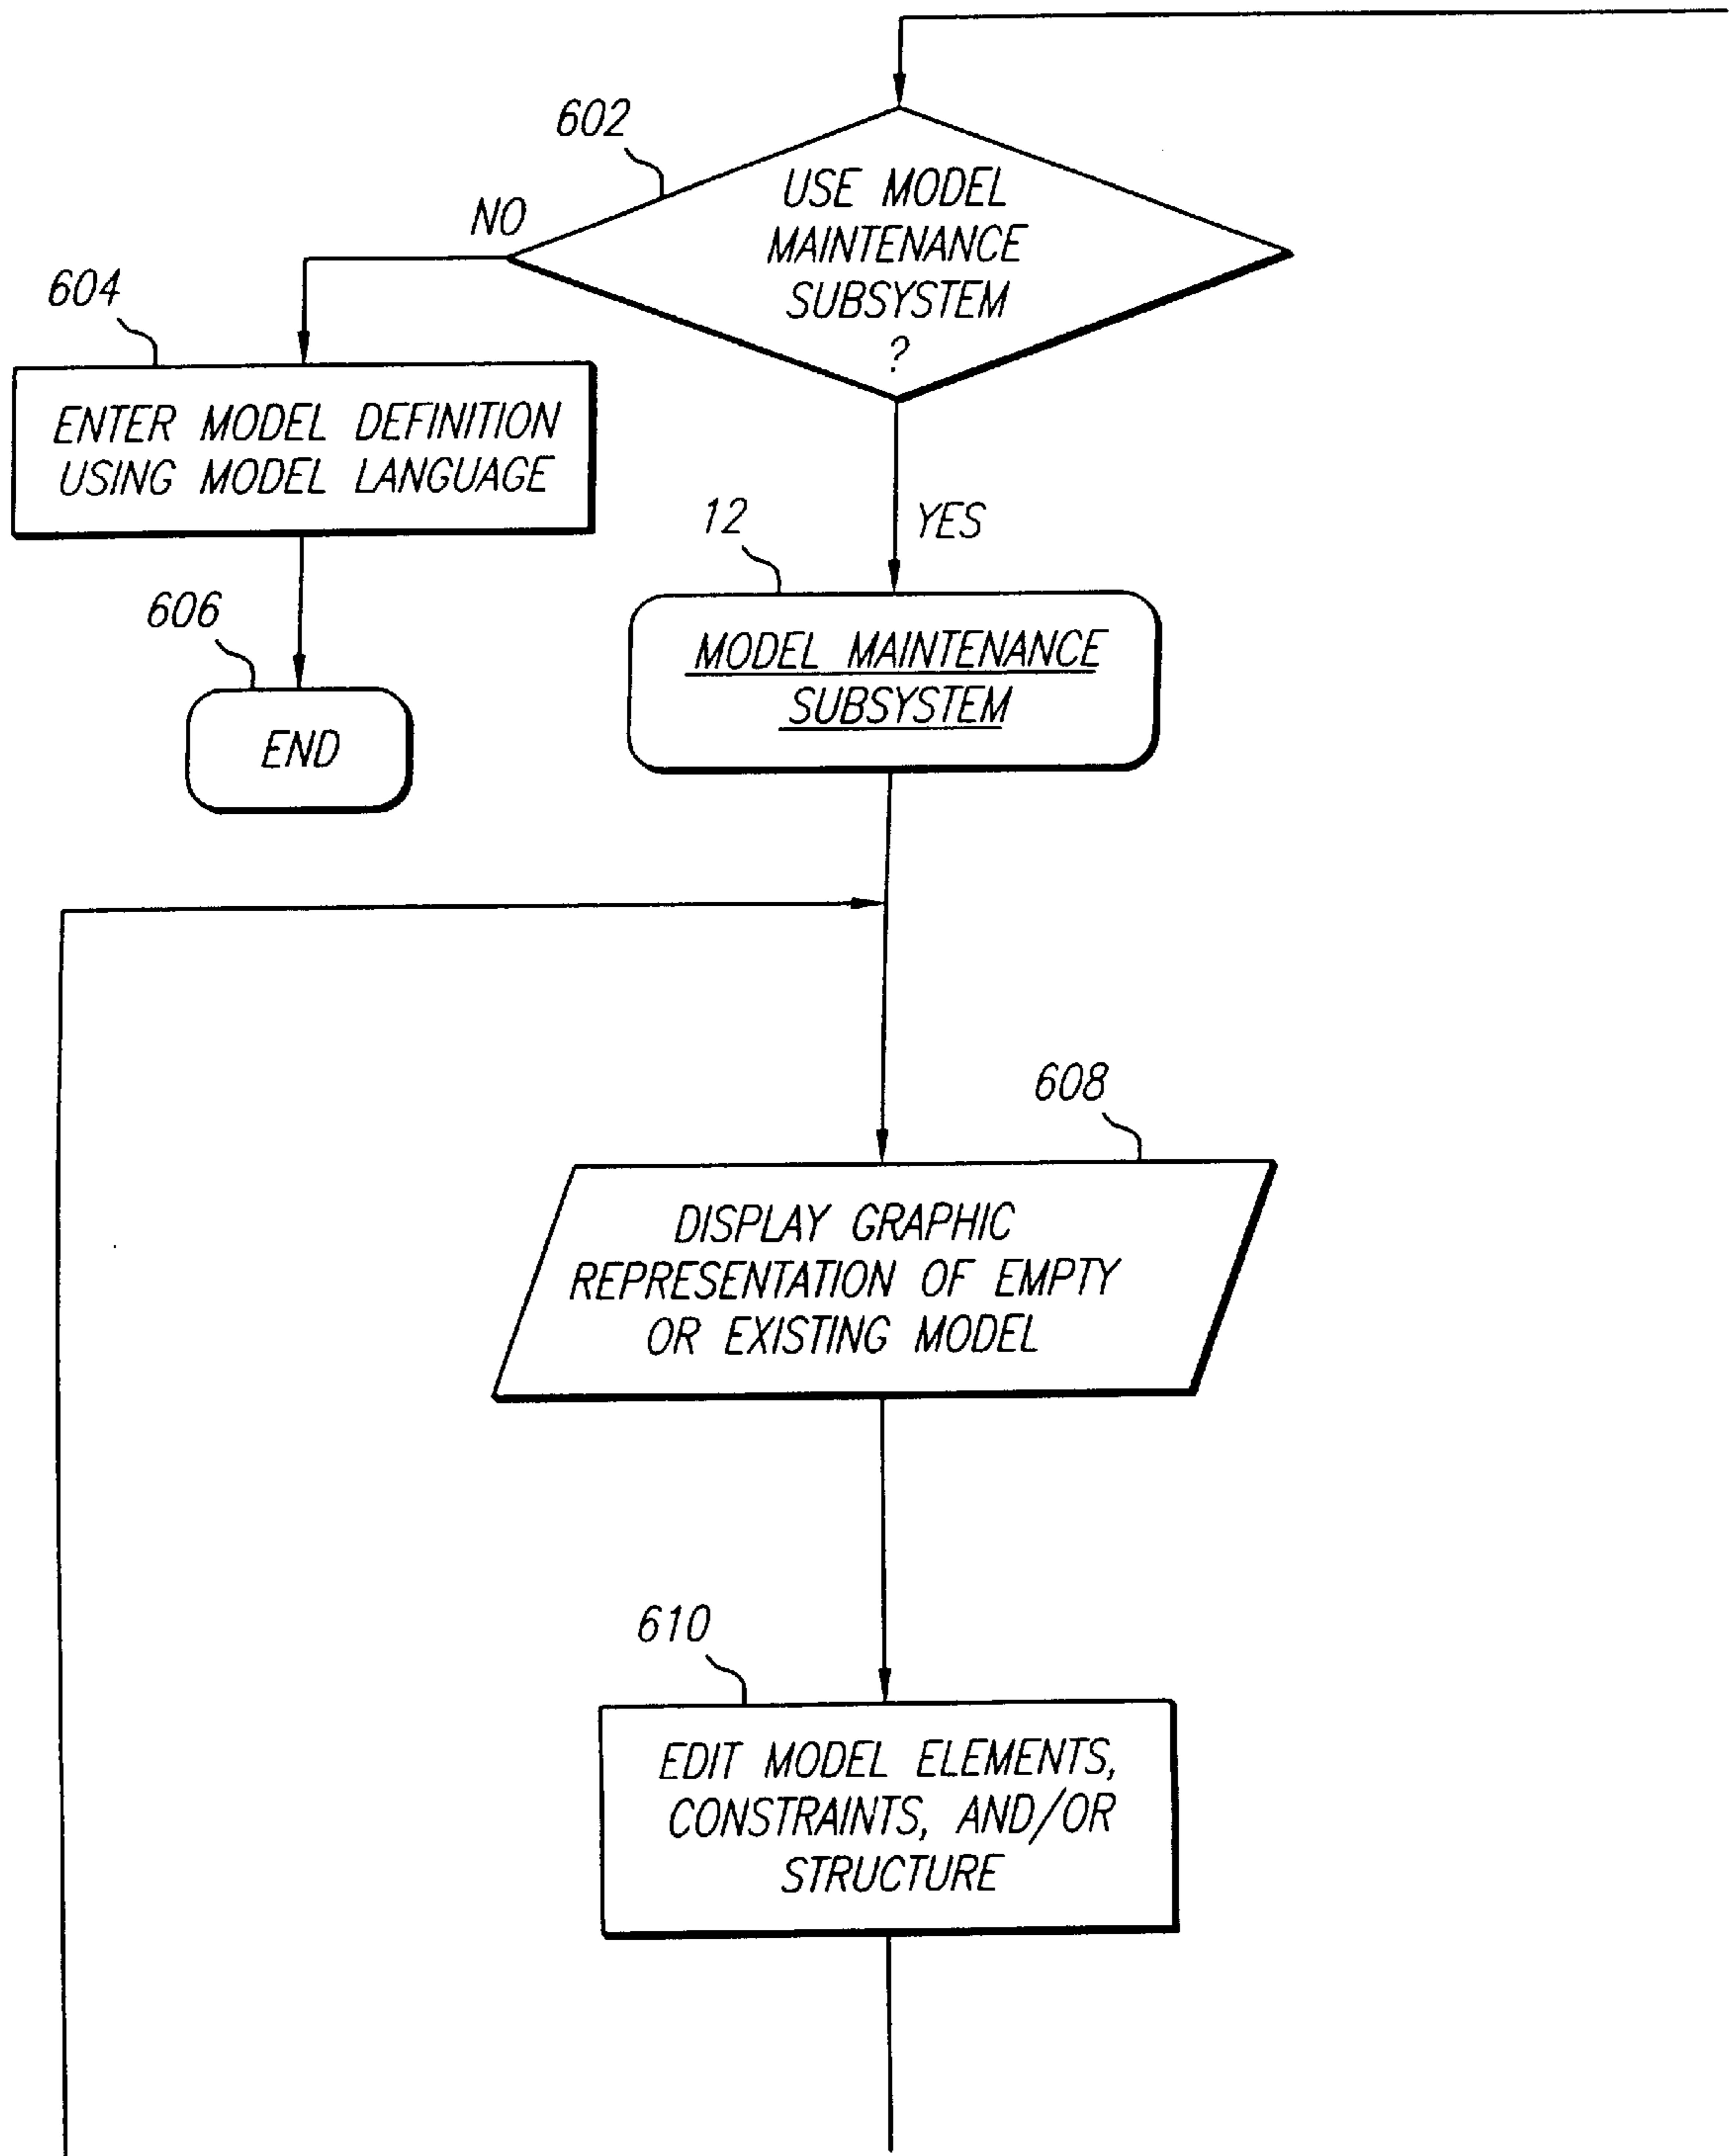 602
USE MODEL
MAINTENANCE
SUBSYSTEM
?
NO
604
ENTER MODEL DEFINITION
USING MODEL LANGUAGE
12
YES
606
END
MODEL MAINTENANCE
SUBSYSTEM
608
DISPLAY GRAPHIC
REPRESENTATION OF EMPTY
OR EXISTING MODEL
610
EDIT MODEL ELEMENTS,
CONSTRAINTS, AND/OR
STRUCTURE